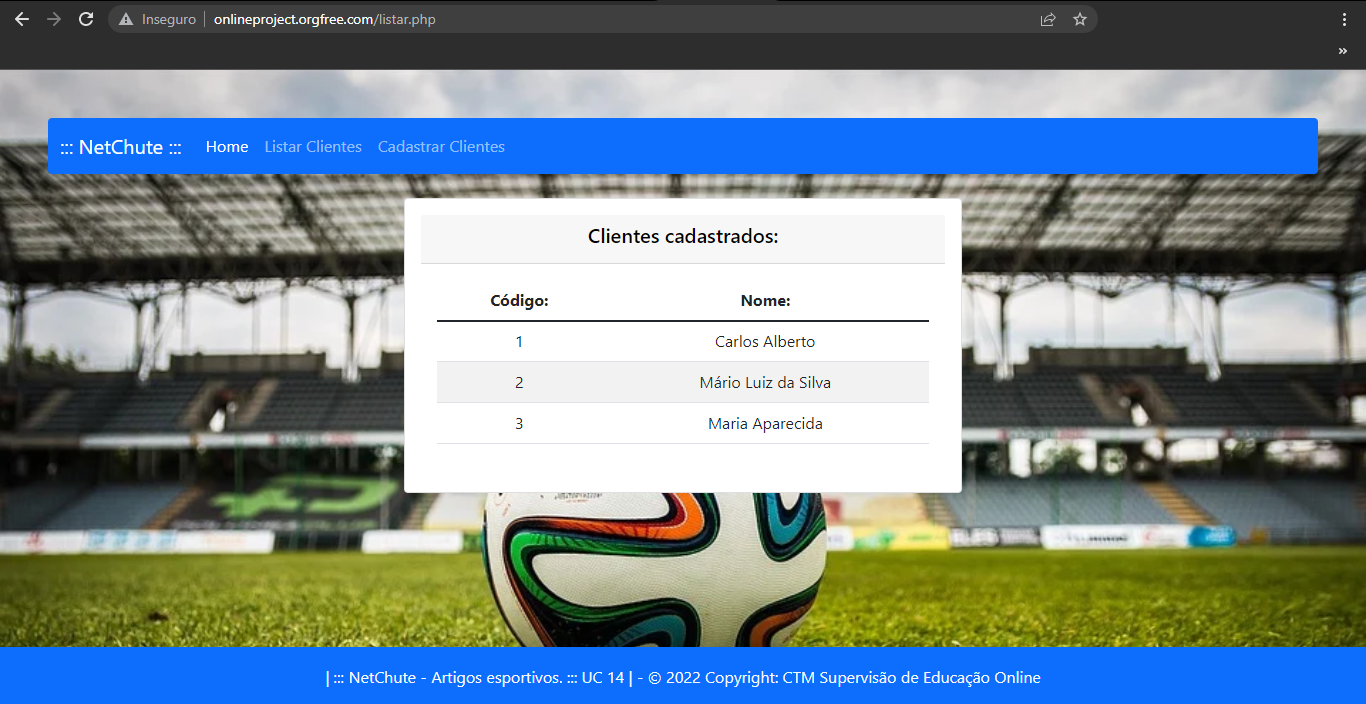 Inseguro | onlineproject.orgfree.com/listar.php
»
::: NetChute ::: Home Listar Clientes Cadastrar Clientes
Clientes cadastrados:
Código: Nome:
1 Carlos Alberto
2 Mário Luiz da Silva
3 Maria Aparecida
| ::: NetChute - Artigos esportivos. ::: UC 14 | - © 2022 Copyright: CTM Supervisão de Educação Online